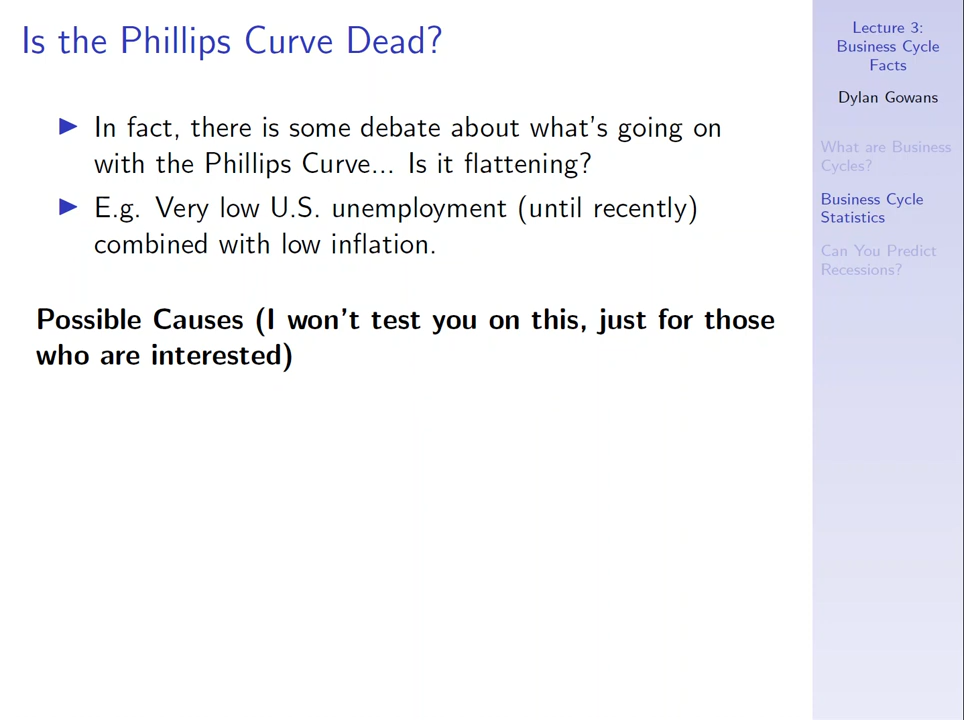 Is the Phillips Curve Dead?
▶ In fact, there is some debate about what's going on
with the Phillips Curve... Is it flattening?
▶ E.g. Very low U.S. unemployment (until recently)
combined with low inflation.
Possible Causes (I won't test you on this, just for those
who are interested)
Lecture 3:
Business Cycle
Facts
Dylan Gowans
What are Business
Cycles?
Business Cycle
Statistics
Can You Predict
Recessions?